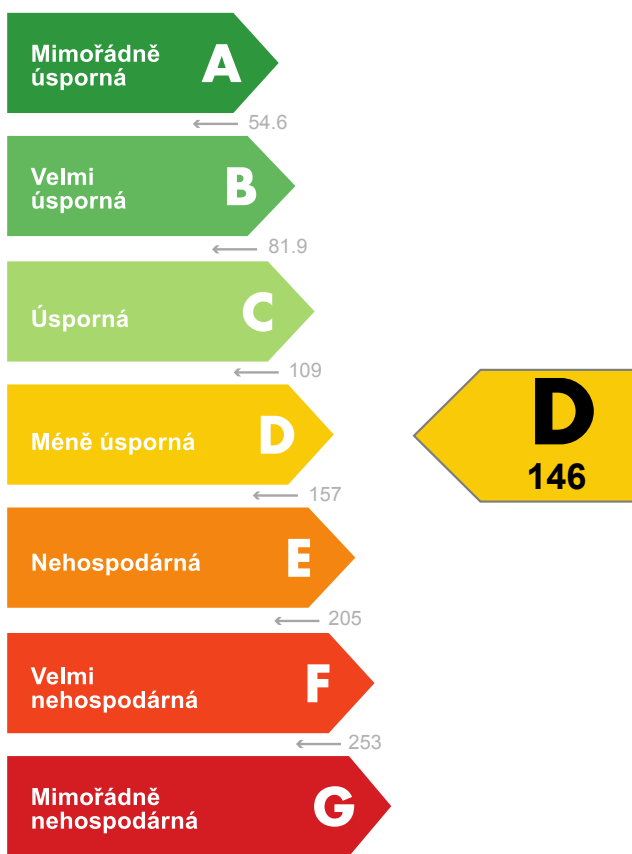 Mimořádně
úsporná
A
54.6
Velmi
úsporná
B
81.9
Úsporná
C
109
Méně úsporná
D
157
D
146
Nehospodárná
E
205
Velmi
nehospodárná
F
253
Mimořádně
nehospodárná
G